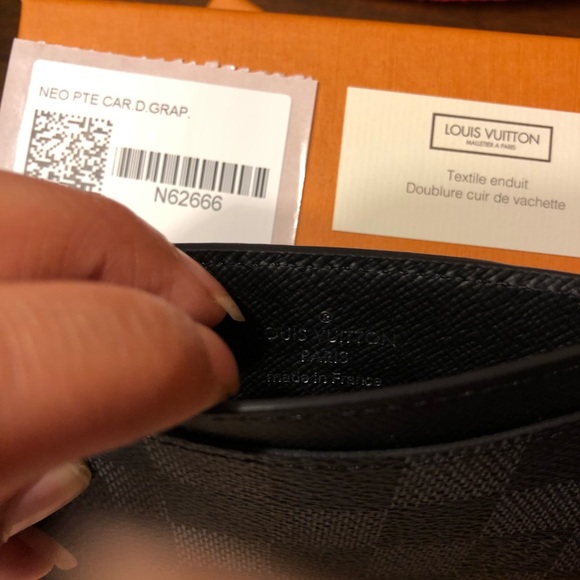 NEO PTE CAR.D.GRAP.
N62666
LOUIS VUITTON
MALLETIER A PARIS
Textile enduit
Doublure cuir de vachette
®
LOUIS VUITTON
PARIS
made in France